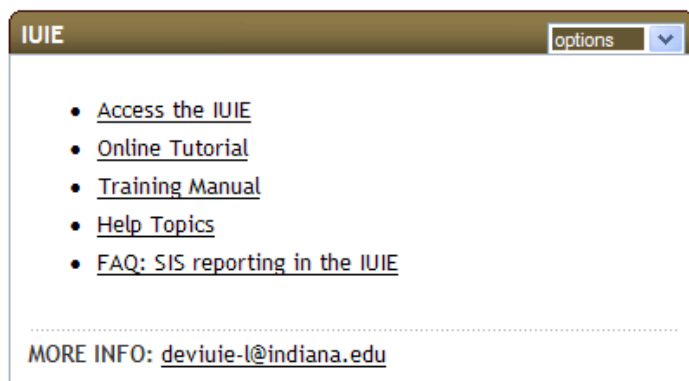 IUIE
options
Access the IUIE
Online Tutorial
Training Manual
Help Topics
FAQ: SIS reporting in the IUIE
MORE INFO: deviuie-l@indiana.edu